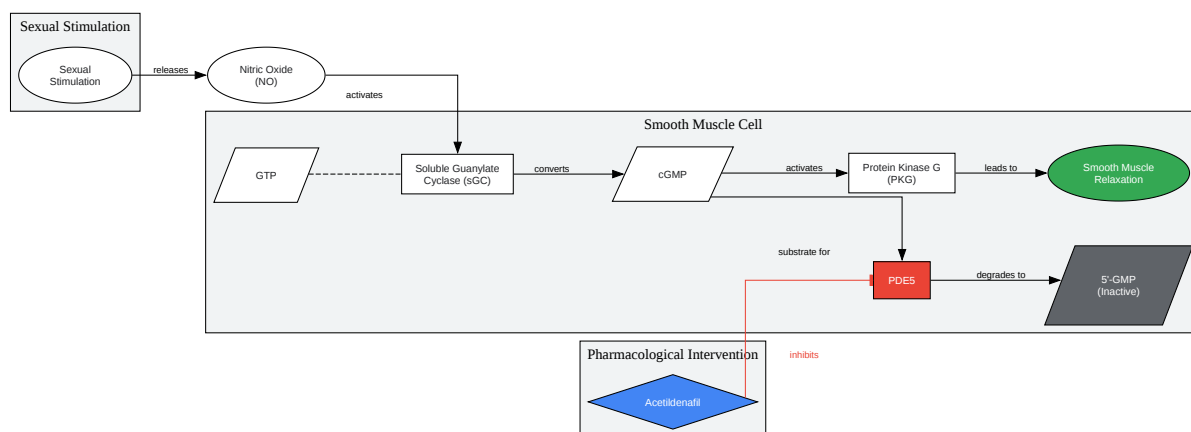 Sexual Stimulation
Sexual
Stimulation
releases
Nitric Oxide
(NO)
activates
Smooth Muscle Cell
GTP
Soluble Guanylate
Cyclase (sGC)
converts
cGMP
activates
Protein Kinase G
(PKG)
leads to
Smooth Muscle
Relaxation
substrate for
PDE5
degrades to
5'-GMP
(Inactive)
Pharmacological Intervention
inhibits
Acetildenafil